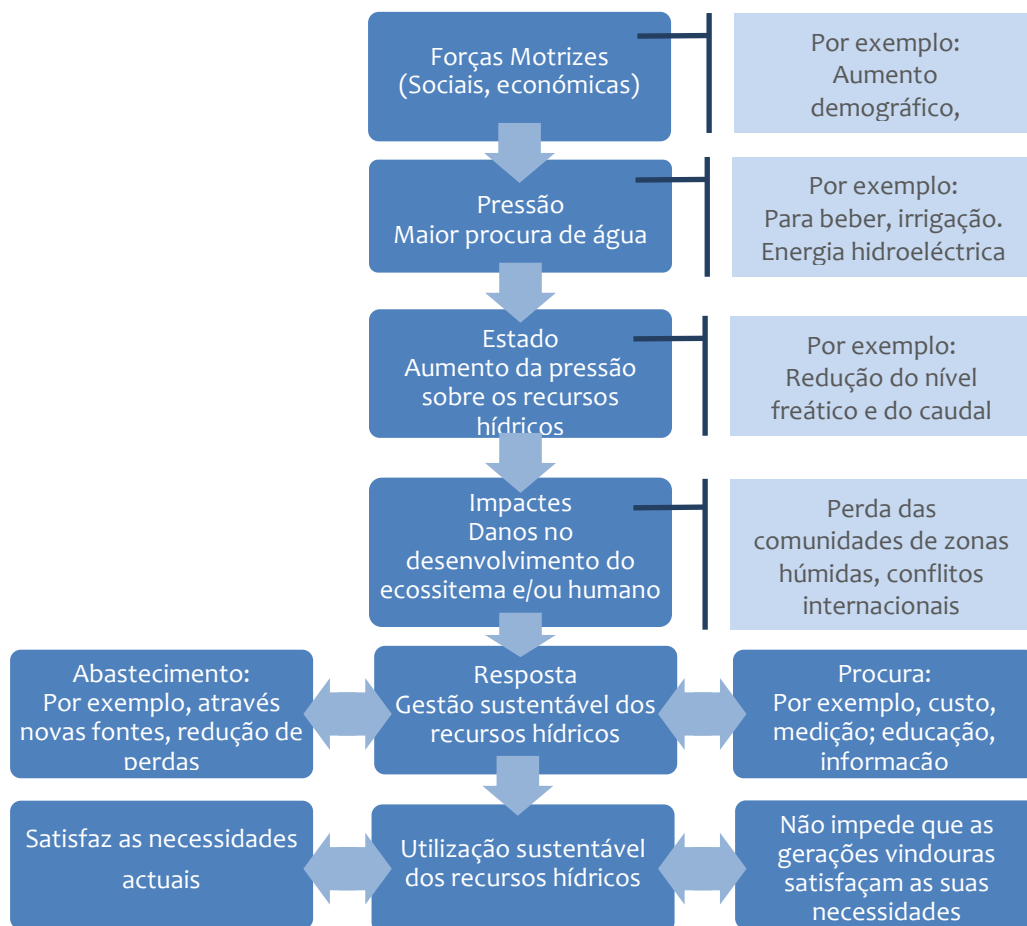 Forças Motrizes
(Sociais, económicas)
Por exemplo:
Aumento
demográfico,
Pressão
Maior procura de água
Por exemplo:
Para beber, irrigação.
Energia hidroeléctrica
Estado
Aumento da pressão
sobre os recursos
hídricos
Por exemplo:
Redução do nível
freático e do caudal
Impactes
Danos no
desenvolvimento do
ecossitema e/ou humano
Perda das
comunidades de zonas
húmidas, conflitos
internacionais
Abastecimento:
Por exemplo, através
novas fontes, redução de
perdas
Resposta
Gestão sustentável dos
recursos hídricos
Procura:
Por exemplo, custo,
medição; educação,
informação
Satisfaz as necessidades
actuais
Utilização sustentável
dos recursos hídricos
Não impede que as
gerações vindouras
satisfaçam as suas
necessidades